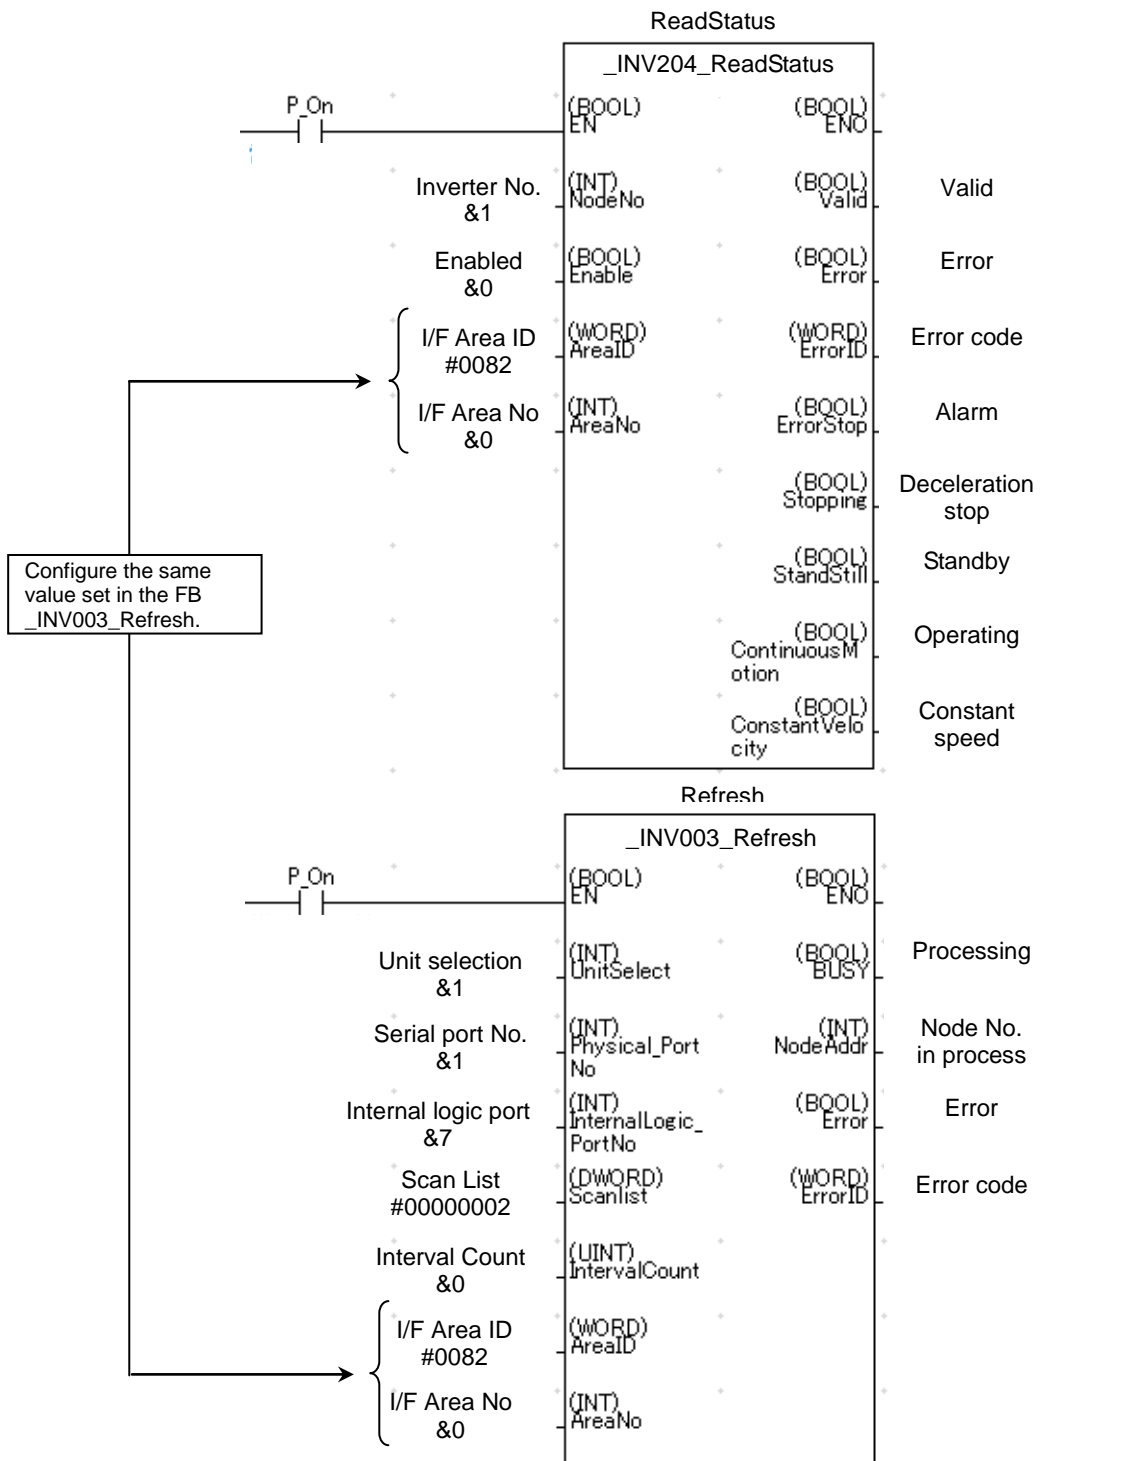 ReadStatus
_INV204_ReadStatus
P_On
(BOOL)
EN
(BOOL)
ENO
Inverter No.
&1
(INT)
NodeNo
(BOOL)
Valid
Valid
Enabled
&0
(BOOL)
Enable
(BOOL)
Error
Error
I/F Area ID
#0082
(WORD)
AreaID
(WORD)
ErrorID
Error code
I/F Area No
&0
(INT)
AreaNo
(BOOL)
ErrorStop
Alarm
(BOOL)
Stopping
Deceleration
stop
(BOOL)
StandStill
Standby
Configure the same
value set in the FB
_INV003_Refresh.
(BOOL)
ContinuousM
otion
Operating
(BOOL)
ConstantVelo
city
Constant
speed
Refresh
_INV003_Refresh
P_On
(BOOL)
EN
(BOOL)
ENO
Unit selection
&1
(INT)
UnitSelect
(BOOL)
BUSY
Processing
Serial port No.
&1
(INT)
Physical_Port
No
(INT)
NodeAddr
Node No.
in process
Internal logic port
&7
(INT)
InternalLogic_
PortNo
(BOOL)
Error
Error
Scan List
#00000002
(DWORD)
Scanlist
(WORD)
ErrorID
Error code
Interval Count
&0
(UINT)
IntervalCount
I/F Area ID
#0082
(WORD)
AreaID
I/F Area No
&0
(INT)
AreaNo